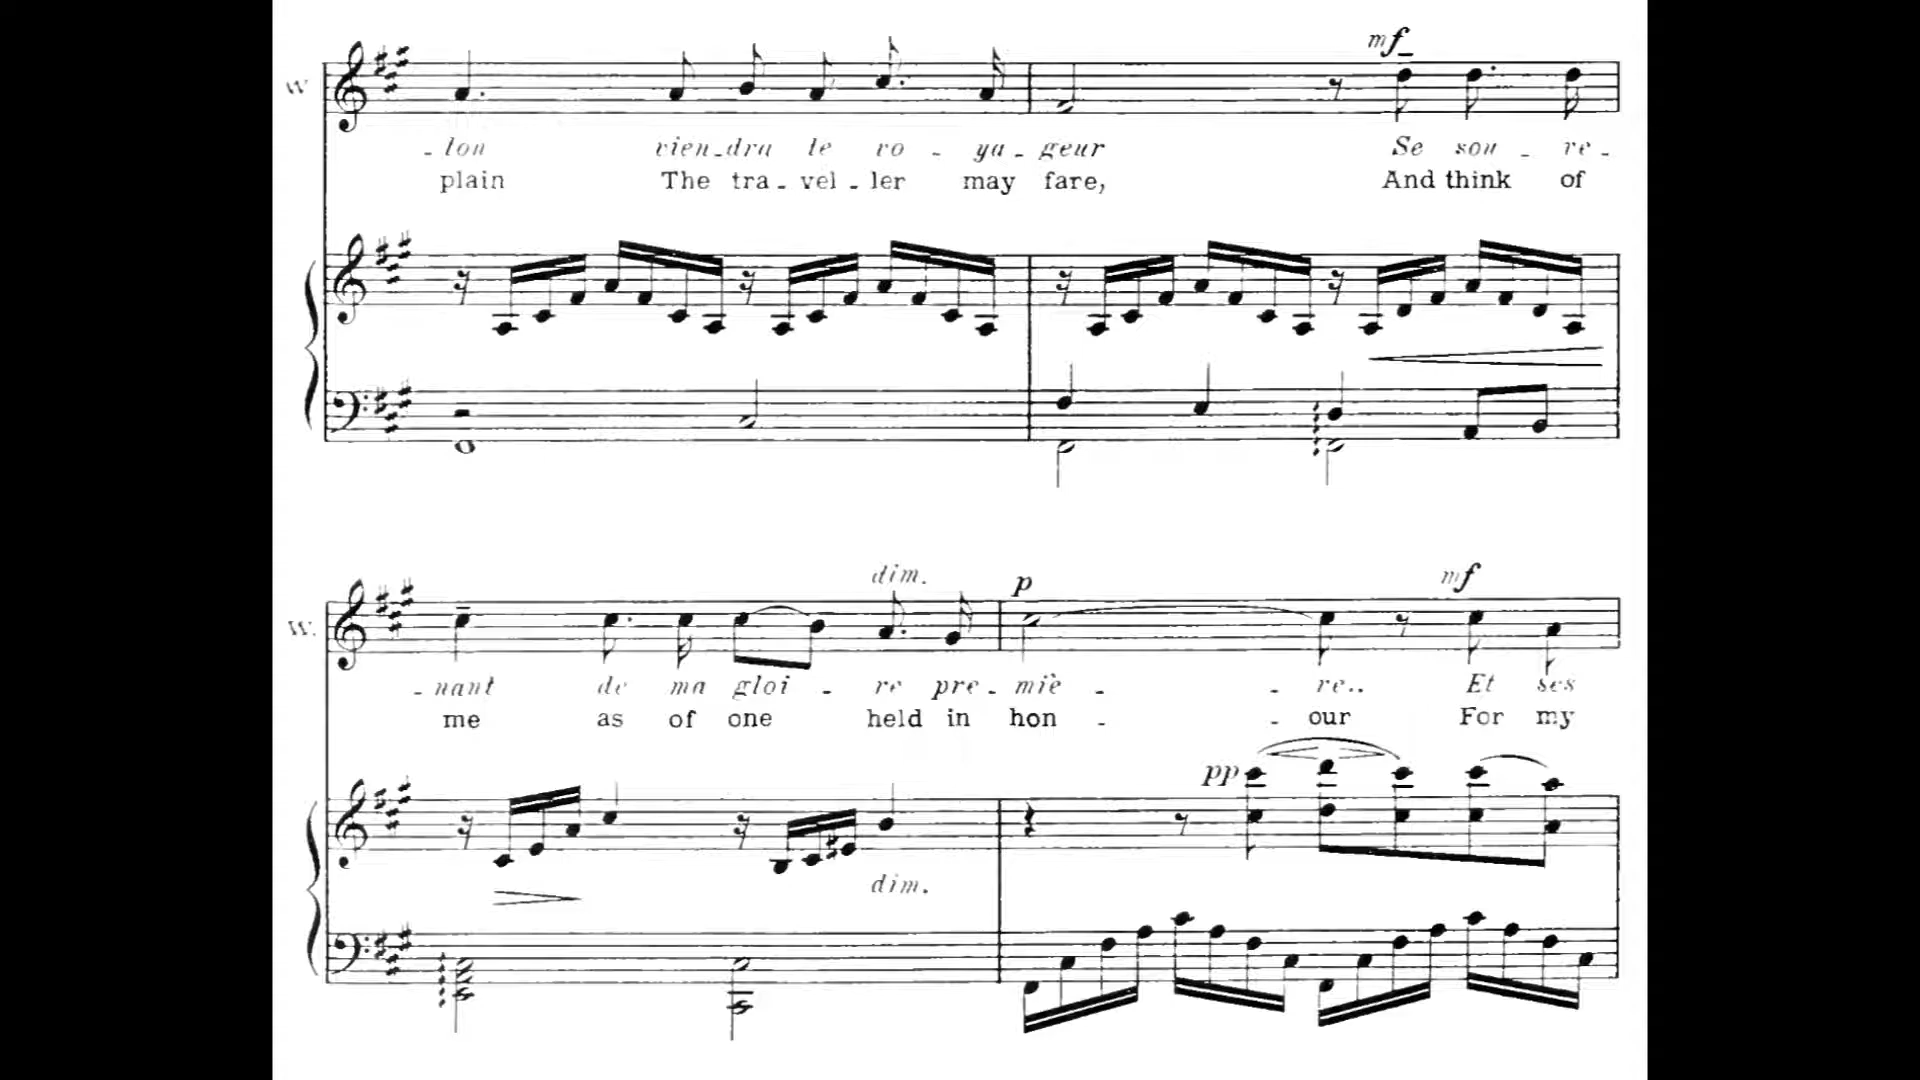 mf
W
- lon vien - dra le vo - ya - geur Se sou - ve -
plain The tra - vel - ler may fare, And think of
dim. p mf
W.
- nant de ma gloi - re pre - miè - re.. Et ses
me as of one held in hon - our For my
pp
dim.